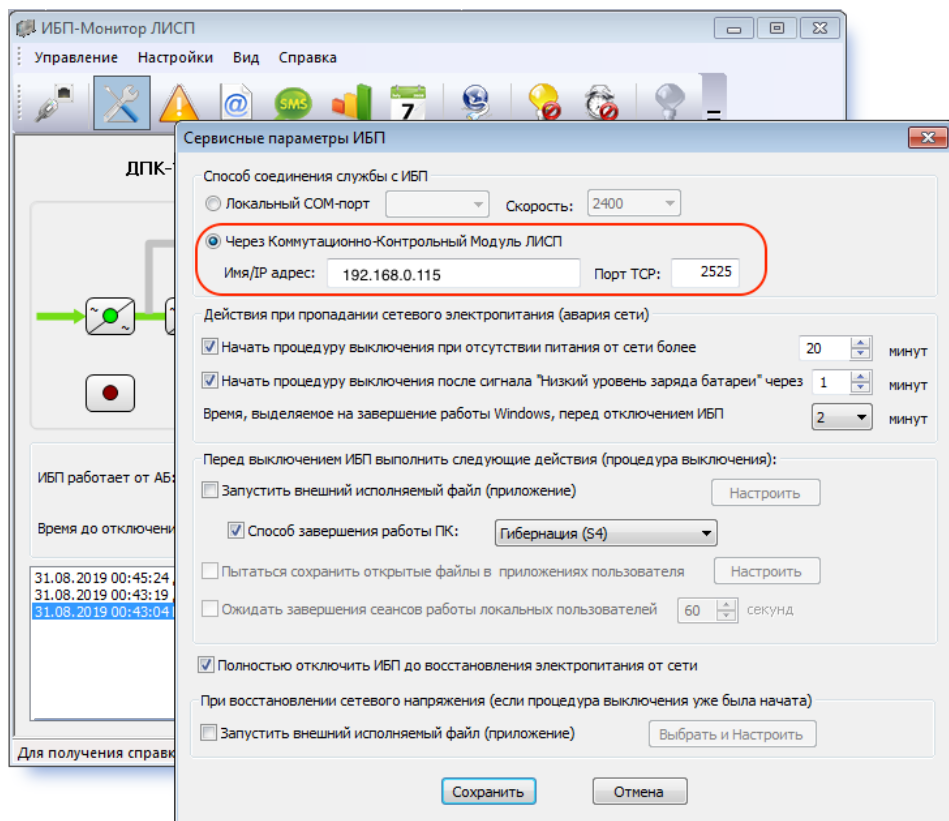 ИБП-Монитор ЛИСП
Управление Настройки Вид Справка
@ SMS 7
Сервисные параметры ИБП
ДПК-
Способ соединения службы с ИБП
Локальный COM-порт Скорость: 2400
Через Коммутационно-Контрольный Модуль ЛИСП
Имя/IP адрес: 192.168.0.115 Порт TCP: 2525
Действия при пропадании сетевого электропитания (авария сети)
Начать процедуру выключения при отсутствии питания от сети более 20 минут
Начать процедуру выключения после сигнала "Низкий уровень заряда батареи" через 1 минут
Время, выделяемое на завершение работы Windows, перед отключением ИБП 2 минут
Перед выключением ИБП выполнить следующие действия (процедура выключения):
ИБП работает от АБ:
Запустить внешний исполняемый файл (приложение) Настроить
Время до отключени
Способ завершения работы ПК: Гибернация (S4)
Пытаться сохранить открытые файлы в приложениях пользователя Настроить
31.08.2019 00:45:24
31.08.2019 00:43:19
31.08.2019 00:43:04
Ожидать завершения сеансов работы локальных пользователей 60 секунд
Полностью отключить ИБП до восстановления электропитания от сети
При восстановлении сетевого напряжения (если процедура выключения уже была начата)
Запустить внешний исполняемый файл (приложение) Выбрать и Настроить
Для получения справк
Сохранить Отмена